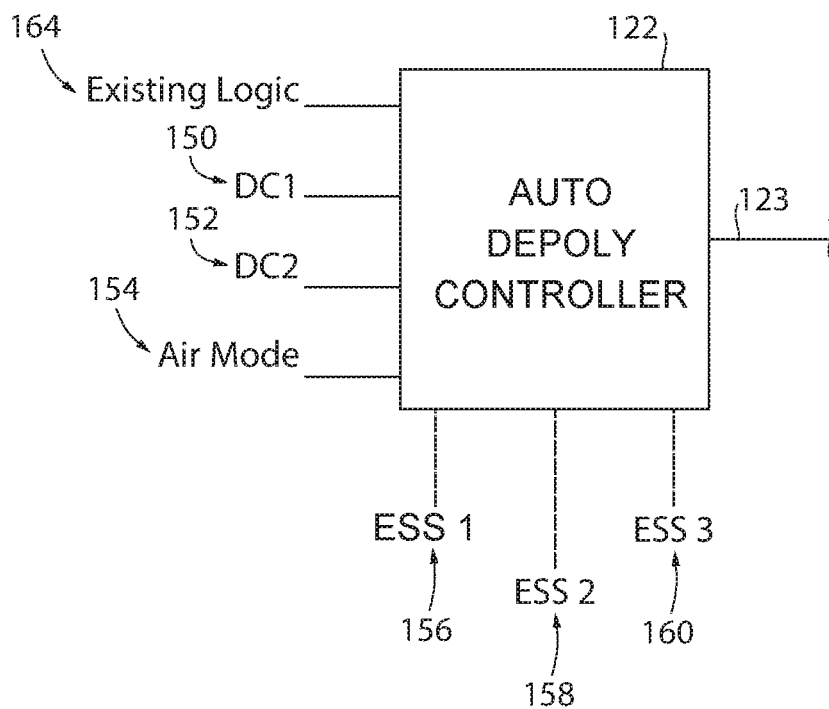 164
122
Existing Logic
150
DC1
AUTO
123
152
DEPOLY
DC2
CONTROLLER
154
Air Mode
ESS 1
ESS 3
ESS 2
156
160
158